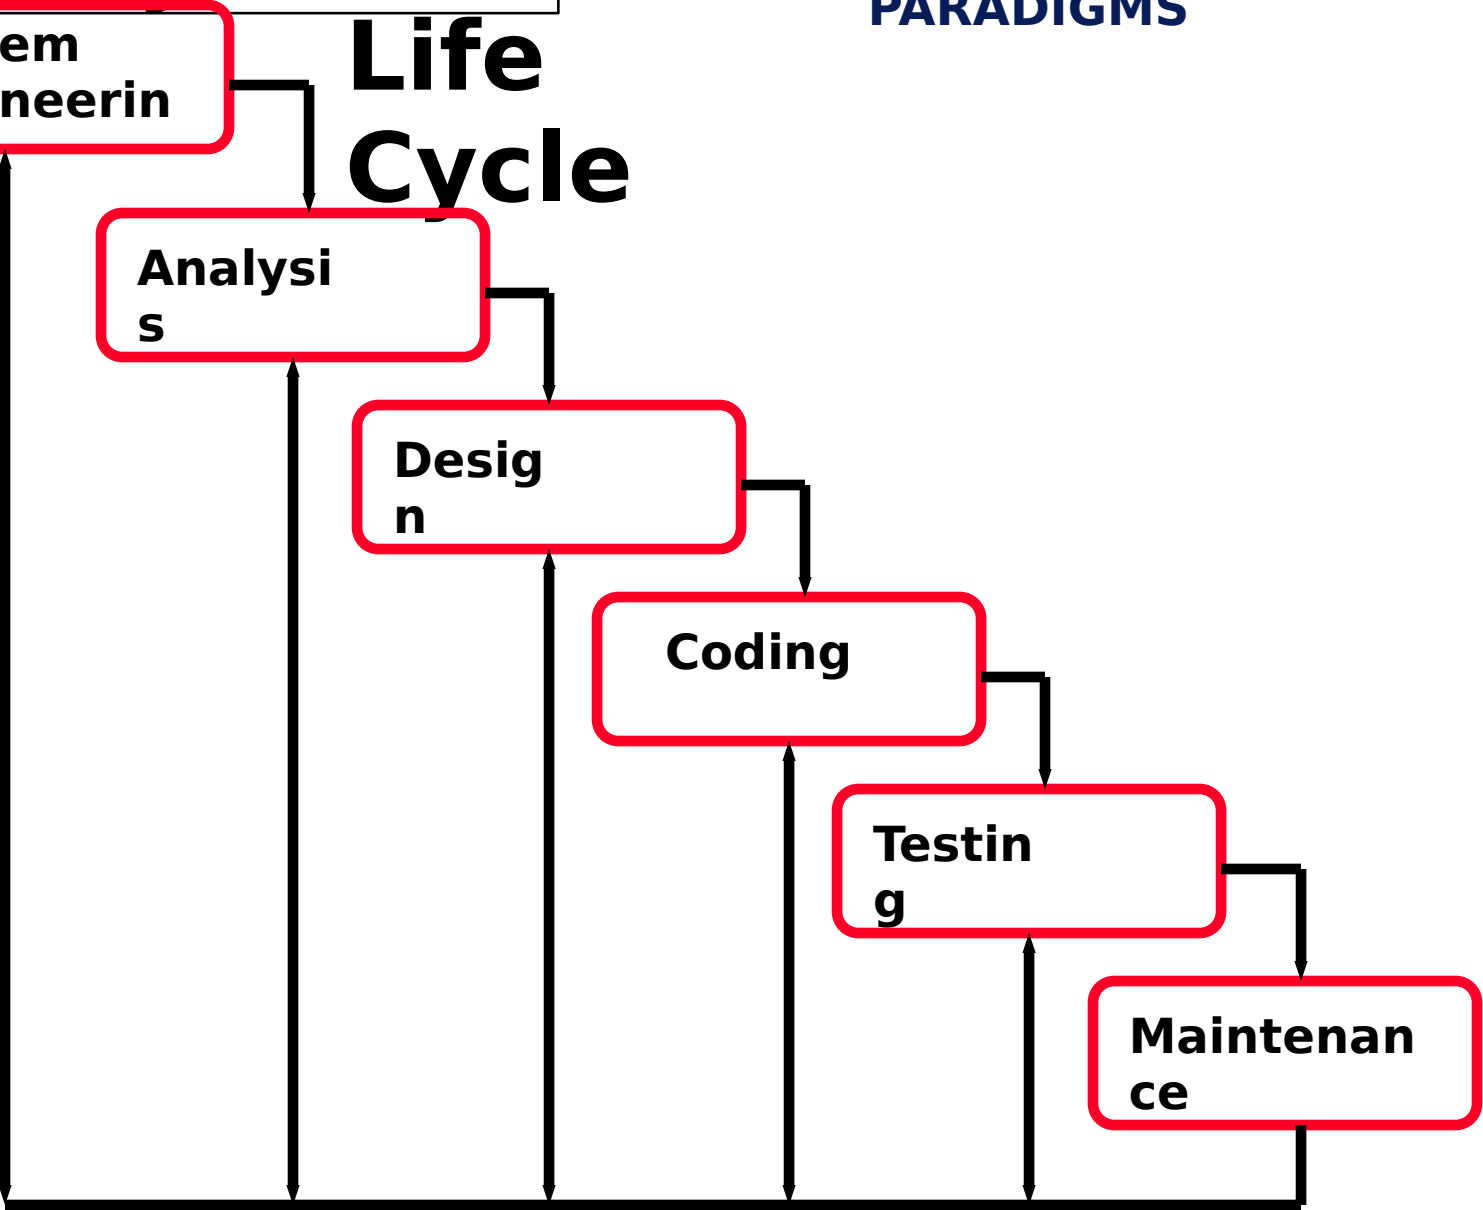 PARADIGMS
Life
Cycle
em
neerin
Analysi
s
Desig
n
Coding
Testin
g
Maintenan
ce